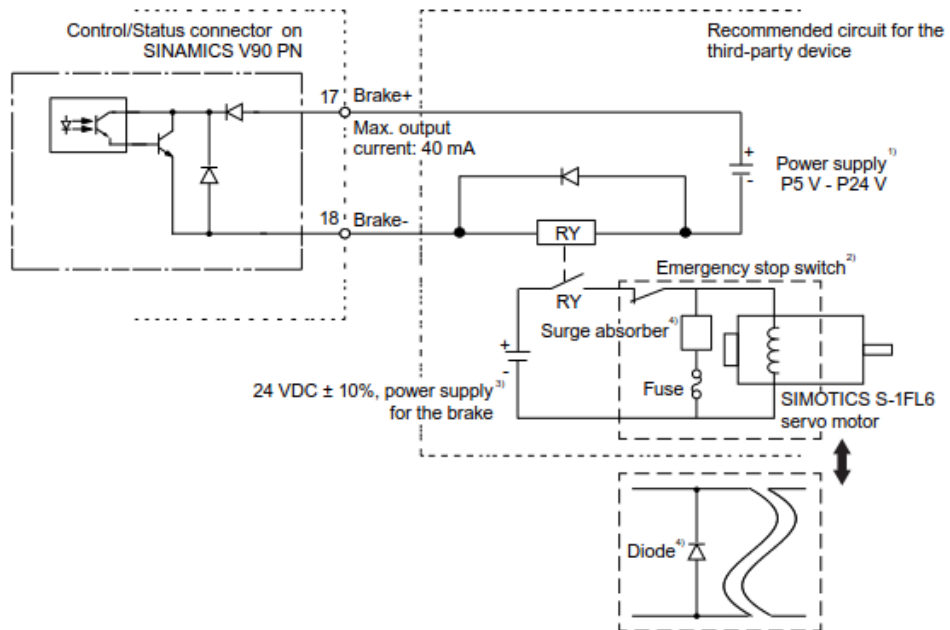 Control/Status connector on
SINAMICS V90 PN
Recommended circuit for the
third-party device
17 Brake+
Max. output
current: 40 mA
+
-
Power supply 1)
P5 V - P24 V
18 Brake-
RY
Emergency stop switch 2)
RY
Surge absorber 4)
+
-
24 VDC ± 10%, power supply 3)
for the brake
Fuse
SIMOTICS S-1FL6
servo motor
Diode 4)